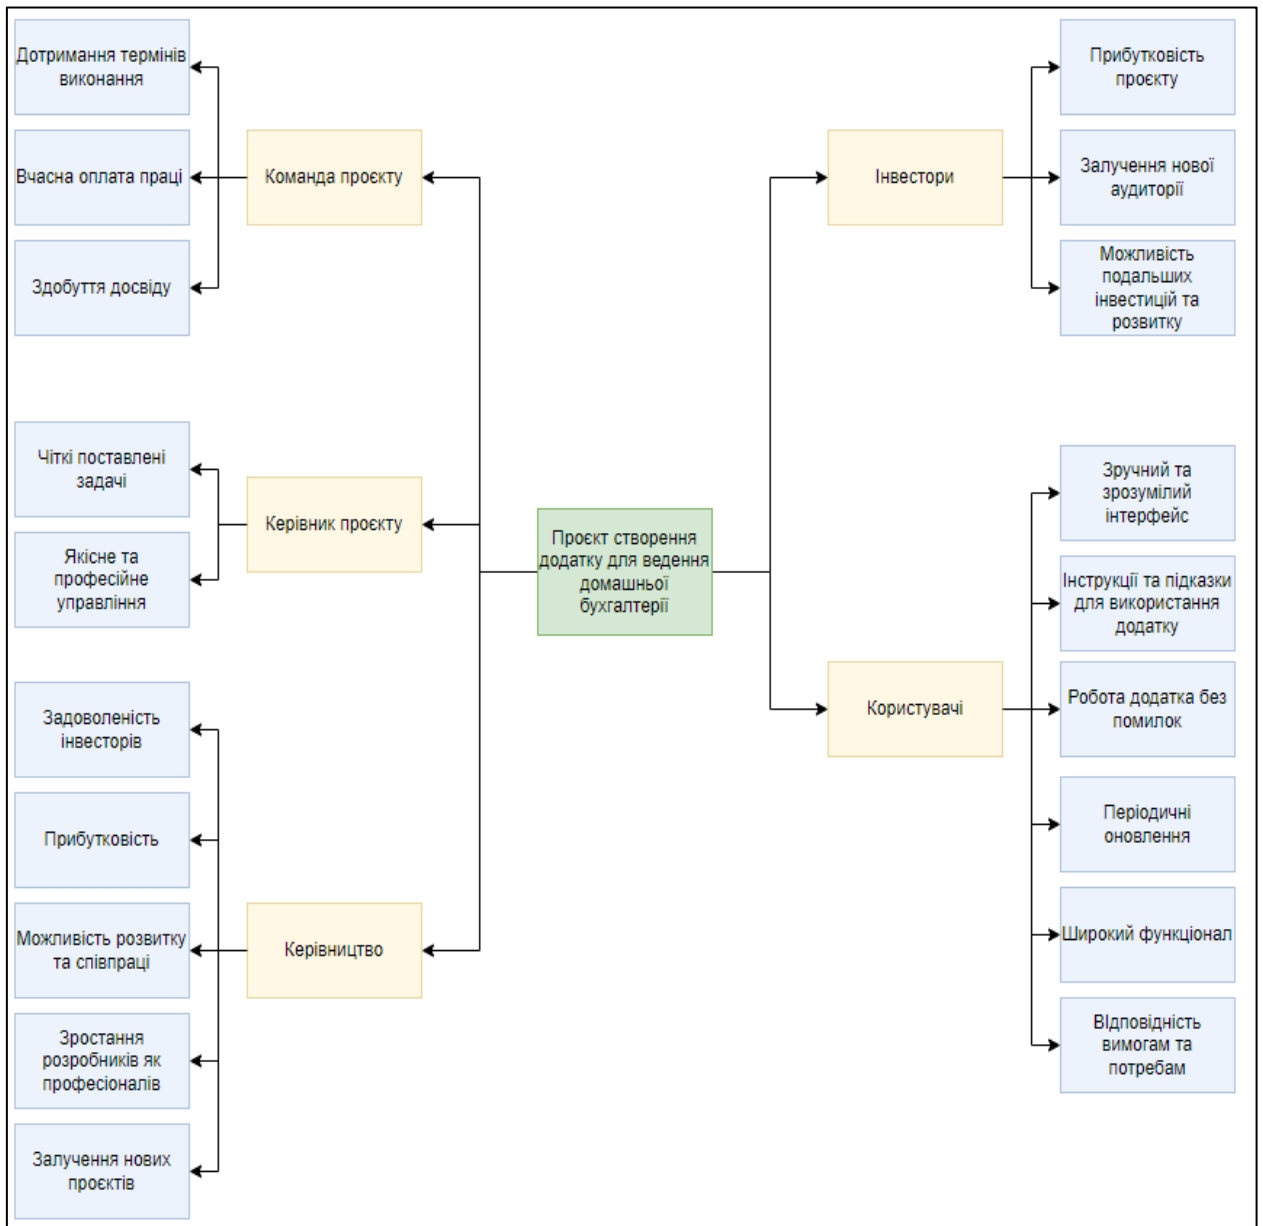 Дотримання термінів
виконання
Вчасна оплата праці
Здобуття досвіду
Команда проєкту
Чіткі поставлені
задачі
Якісне та
професійне
управління
Керівник проєкту
Задоволеність
інвесторів
Прибутковість
Можливість розвитку
та співпраці
Зростання
розробників як
професіоналів
Залучення нових
проєктів
Керівництво
Проєкт створення
додатку для ведення
домашньої
бухгалтерії
Інвестори
Прибутковість
проєкту
Залучення нової
аудиторії
Можливість
подальших
інвестицій та
розвитку
Користувачі
Зручний та
зрозумілий
інтерфейс
Інструкції та підказки
для використання
додатку
Робота додатка без
помилок
Періодичні
оновлення
Широкий функціонал
ВІдповідність
вимогам та
потребам